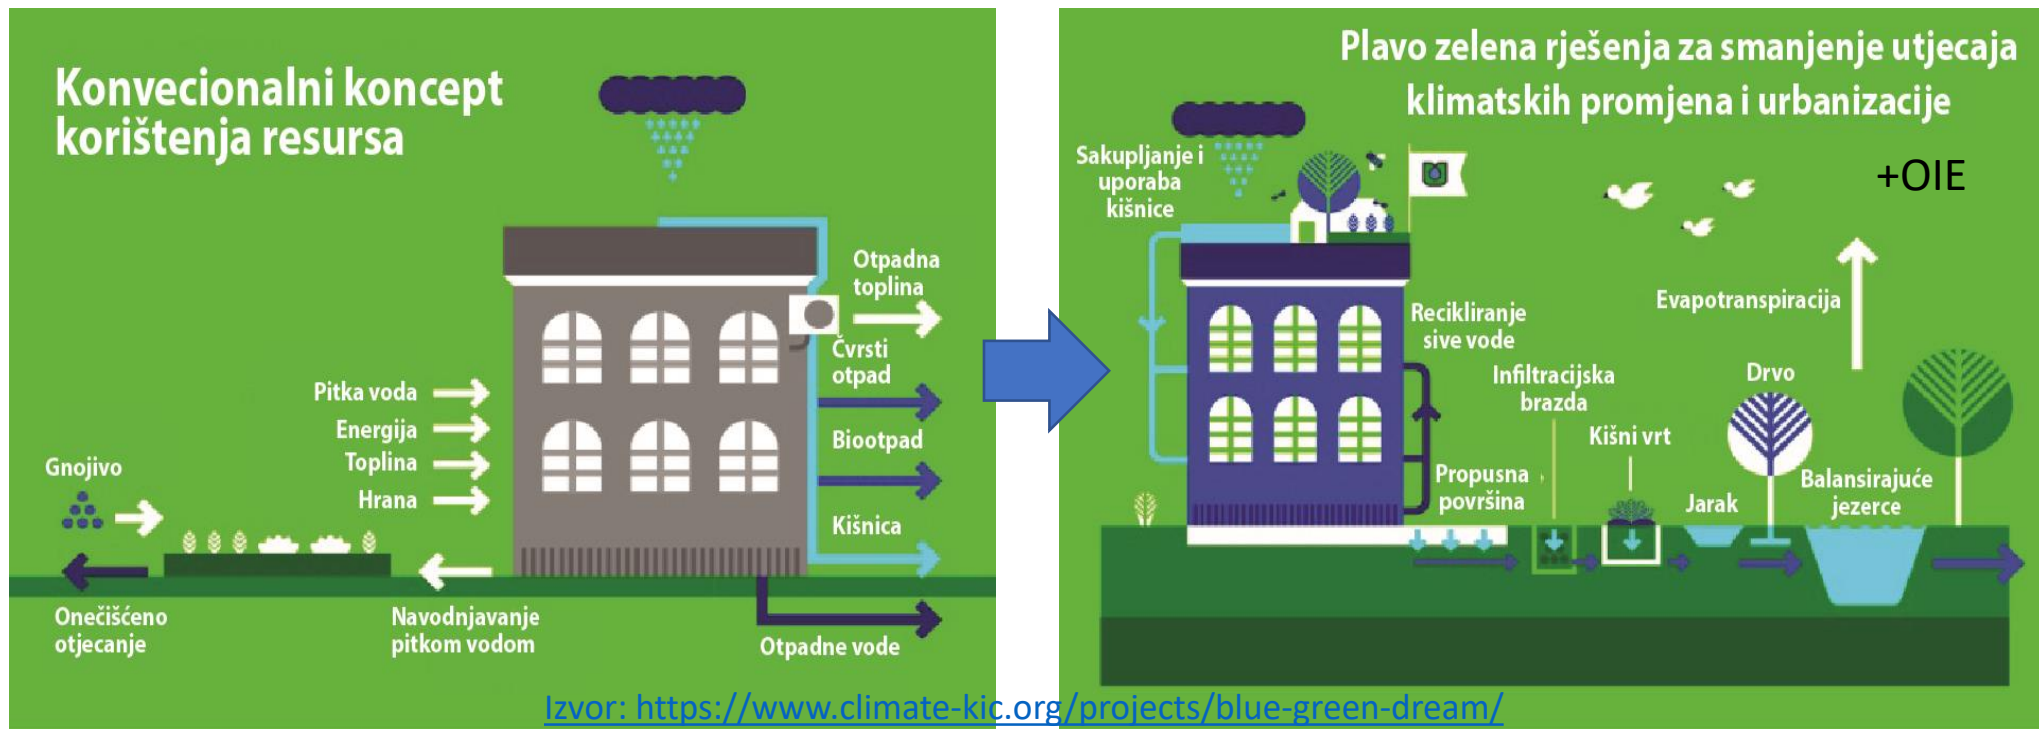 Konvecionalni koncept
korištenja resursa
Otpadna
toplina
Čvrsti
otpad
Pitka voda
Energija
Toplina
Hrana
Biootpad
Gnojivo
Kišnica
Onečišćeno
otjecanje
Navodnjavanje
pitkom vodom
Otpadne vode
Plavo zelena rješenja za smanjenje utjecaja
klimatskih promjena i urbanizacije
+OIE
Sakupljanje i
uporaba
kišnice
Evapotranspiracija
Recikliranje
sive vode
Infiltracijska
brazda
Drvo
Kišni vrt
Propusna
površina
Jarak
Balansirajuće
jezerce
Izvor: https://www.climate-kic.org/projects/blue-green-dream/